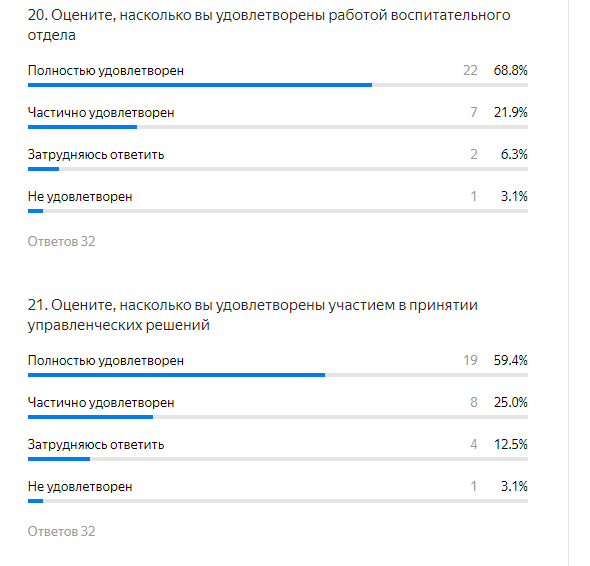 20. Оцените, насколько вы удовлетворены работой воспитательного
отдела
Полностью удовлетворен 22 68.8%
Частично удовлетворен 7 21.9%
Затрудняюсь ответить 2 6.3%
Не удовлетворен 1 3.1%
Ответов 32
21. Оцените, насколько вы удовлетворены участием в принятии
управленческих решений
Полностью удовлетворен 19 59.4%
Частично удовлетворен 8 25.0%
Затрудняюсь ответить 4 12.5%
Не удовлетворен 1 3.1%
Ответов 32